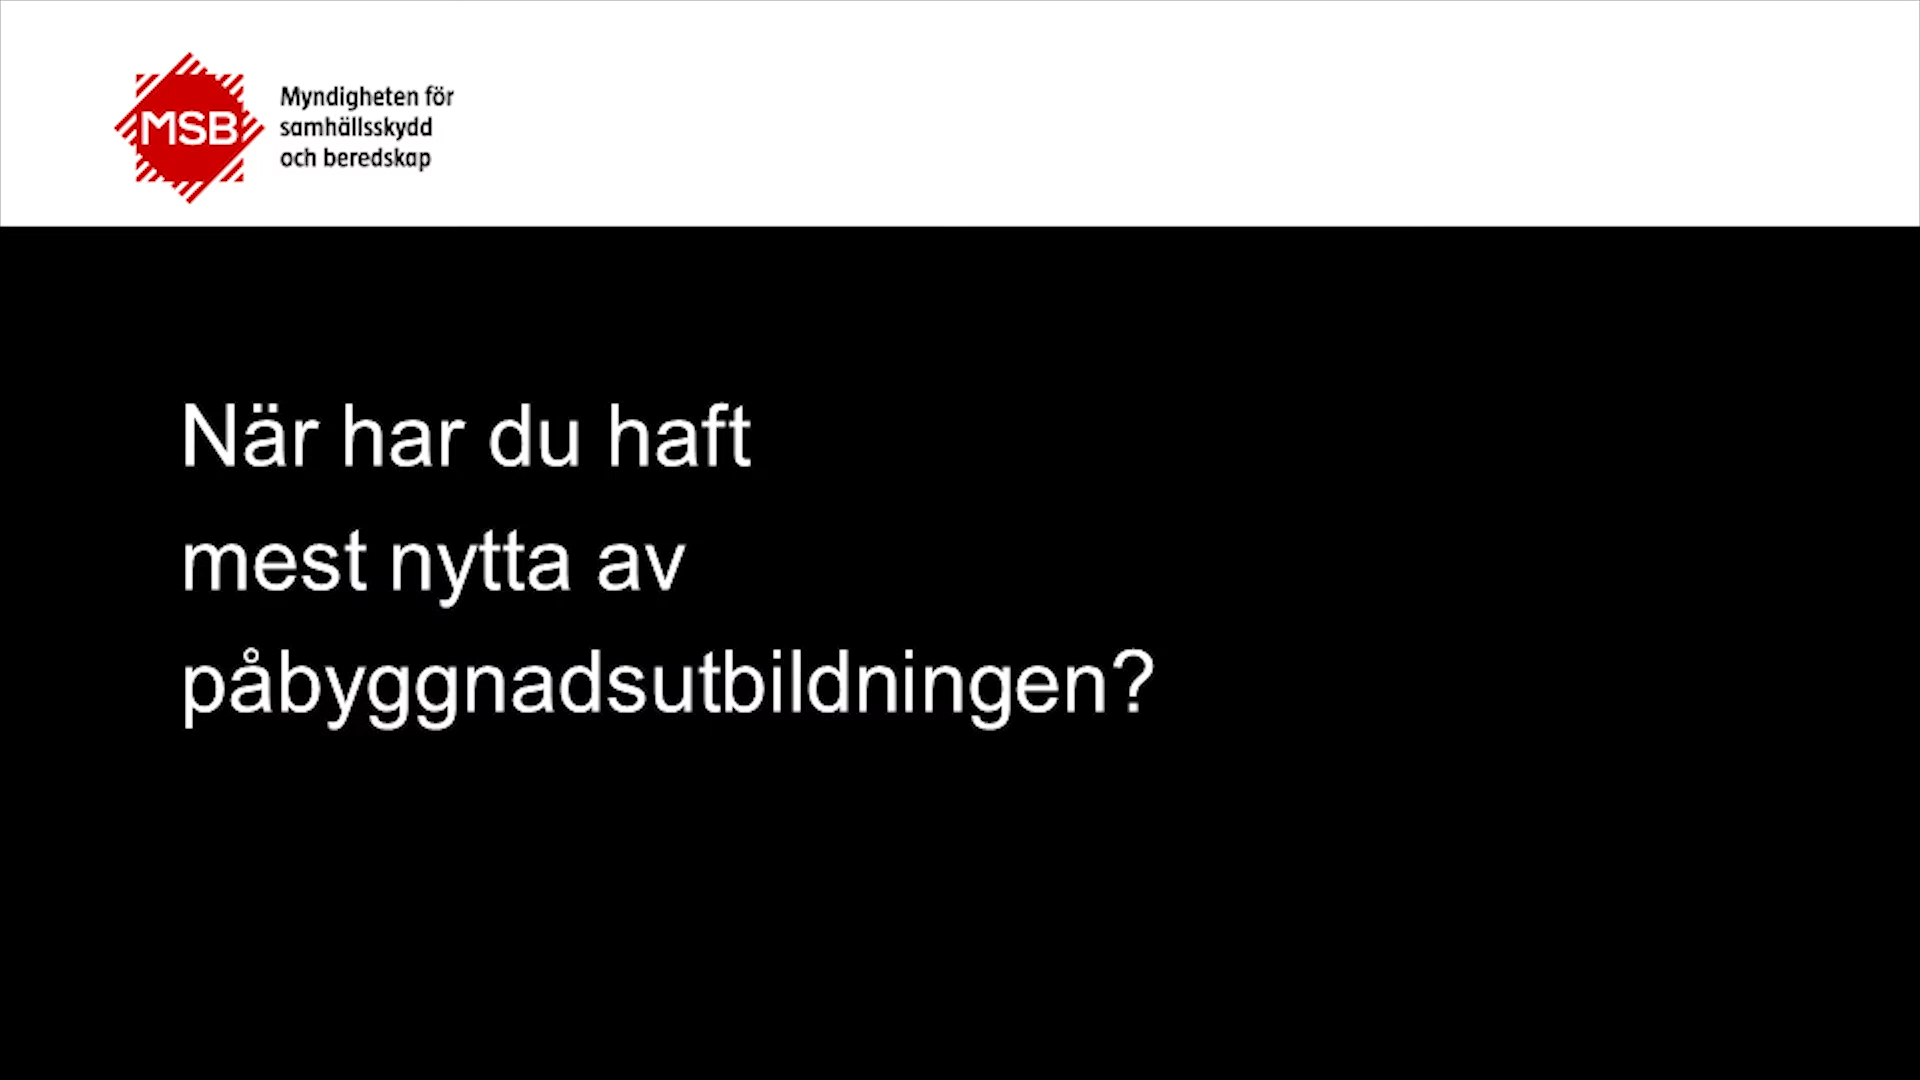 MSB
Myndigheten för
samhällsskydd
och beredskap
När har du haft
mest nytta av
påbyggnadsutbildningen?